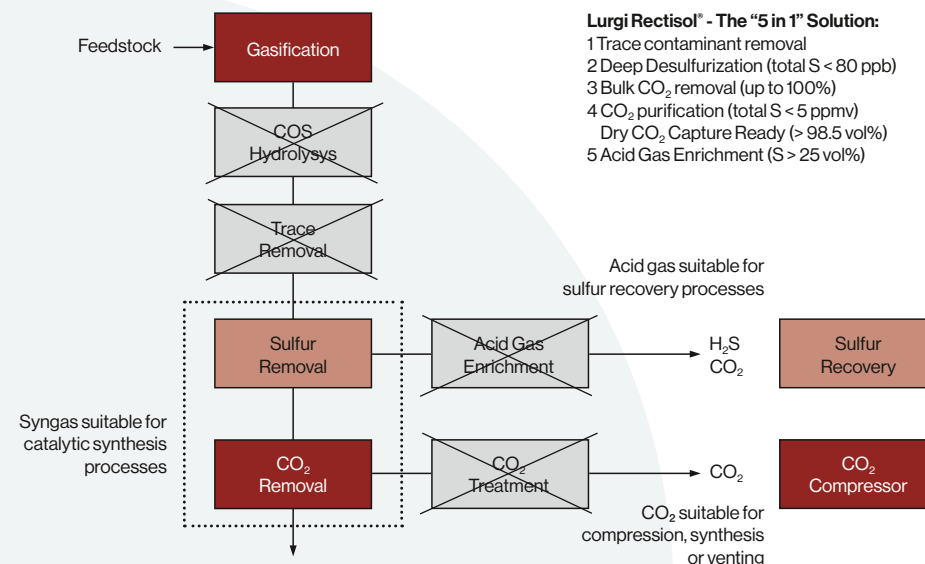 Feedstock
Gasification
Lurgi Rectisol® - The “5 in 1” Solution:
1 Trace contaminant removal
2 Deep Desulfurization (total S < 80 ppb)
3 Bulk CO₂ removal (up to 100%)
4 CO₂ purification (total S < 5 ppmv)
Dry CO₂ Capture Ready (> 98.5 vol%)
5 Acid Gas Enrichment (S > 25 vol%)
COS
Hydrolysys
Trace
Removal
Acid gas suitable for
sulfur recovery processes
Sulfur
Removal
Acid Gas
Enrichment
H₂S
CO₂
Sulfur
Recovery
Syngas suitable for
catalytic synthesis
processes
CO₂
Removal
CO₂
Treatment
CO₂
CO₂
Compressor
CO₂ suitable for
compression, synthesis
or venting